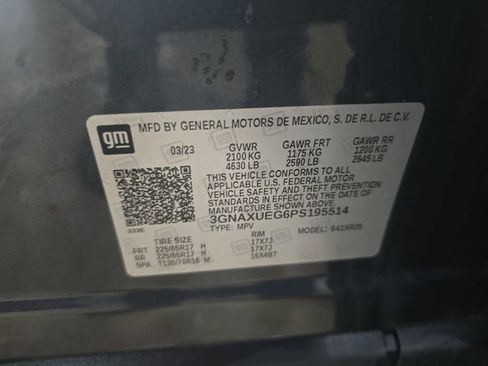 gm
MFD BY GENERAL MOTORS DE MEXICO, S. DE R.L. DE C.V.
03/23 GVWR GAWR FRT GAWR RR
2100 KG 1175 KG 1200 KG
4630 LB 2590 LB 2645 LB
THIS VEHICLE CONFORMS TO ALL
APPLICABLE U.S. FEDERAL MOTOR
VEHICLE SAFETY AND THEFT PREVENTION
STANDARDS IN EFFECT ON THE DATE OF
MANUFACTURE SHOWN ABOVE.
3GNAXUEG6PS195514
333E TYPE: MPV MODEL:
TIRE SIZE RIM
FRT 225/65R17 H 17X7J
RR 225/65R17 H 17X7J
SPA T135/70R16 M 16X4BT